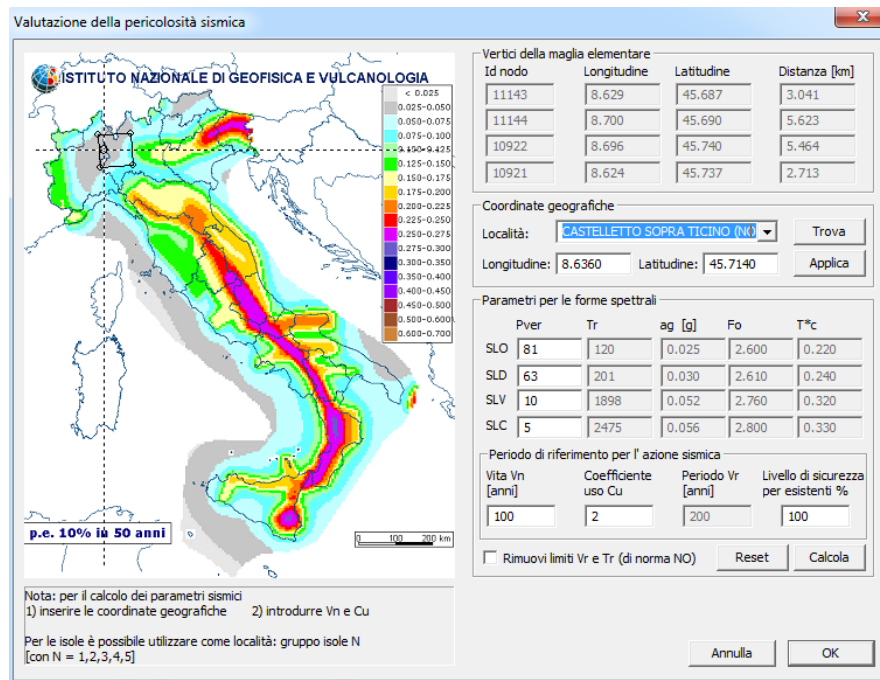 Valutazione della pericolosità sismica
x
ISTITUTO NAZIONALE DI GEOFISICA E VULCANOLOGIA
< 0.025
0.025-0.050
0.050-0.075
0.075-0.100
0.100-0.125
0.125-0.150
0.150-0.175
0.175-0.200
0.200-0.225
0.225-0.250
0.250-0.275
0.275-0.300
0.300-0.350
0.350-0.400
0.400-0.450
0.450-0.500
0.500-0.600
0.600-0.700
p.e. 10% in 50 anni
0 100 200 km
Nota: per il calcolo dei parametri sismici
1) inserire le coordinate geografiche 2) introdurre Vn e Cu
Per le isole è possibile utilizzare come località: gruppo isole N
[con N = 1,2,3,4,5]
Vertici della maglia elementare
Id nodo Longitudine Latitudine Distanza [km]
11143 8.629 45.687 3.041
11144 8.700 45.690 5.623
10922 8.696 45.740 5.464
10921 8.624 45.737 2.713
Coordinate geografiche
Località: CASTELLETTO SOPRA TICINO (NO Trova
Longitudine: 8.6360 Latitudine: 45.7140 Applica
Parametri per le forme spettrali
Pver Tr ag [g] Fo T*c
SLO 81 120 0.025 2.600 0.220
SLD 63 201 0.030 2.610 0.240
SLV 10 1898 0.052 2.760 0.320
SLC 5 2475 0.056 2.800 0.330
Periodo di riferimento per l' azione sismica
Vita Vn Coefficiente Periodo Vr Livello di sicurezza
[anni] uso Cu [anni] per esistenti %
100 2 200 100
Rimuovi limiti Vr e Tr (di norma NO) Reset Calcola
Annulla OK